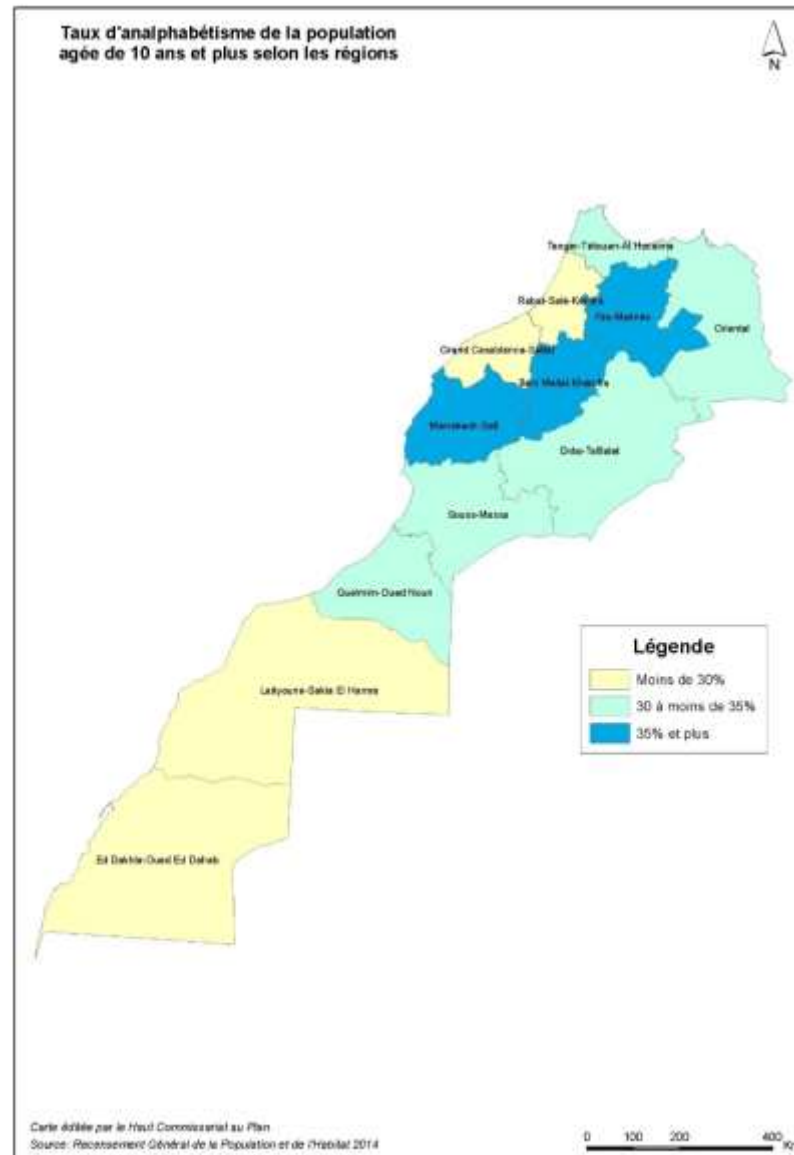 Taux d'analphabétisme de la population
agée de 10 ans et plus selon les régions
N
Tanger-Tétouan-Al Hoceima
Rabat-Salé-Kénitra
Fès-Meknès
Oriental
Grand Casablanca-Settat
Béni Mellal-Khénifra
Marrakech-Safi
Drâa-Tafilalet
Souss-Massa
Guelmim-Oued Noun
Laâyoune-Sakia El Hamra
Ed Dakhla-Oued Ed Dahab
Légende
Moins de 30%
30 à moins de 35%
35% et plus
Carte éditée par le Haut Commissariat au Plan
Source: Recensement Général de la Population et de l'Habitat 2014
0 100 200 400